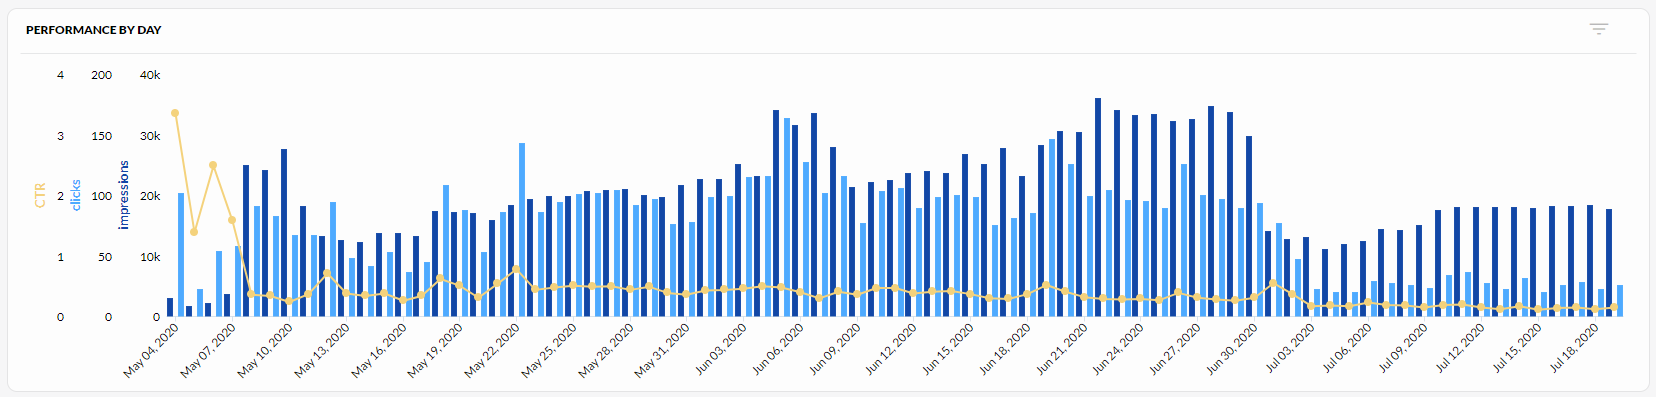 PERFORMANCE BY DAY
4 200 40k
3 150 30k
2 100 20k
1 50 10k
0 0 0
CTR
clicks
impressions
May 04, 2020
May 07, 2020
May 10, 2020
May 13, 2020
May 16, 2020
May 19, 2020
May 22, 2020
May 25, 2020
May 28, 2020
May 31, 2020
Jun 03, 2020
Jun 06, 2020
Jun 09, 2020
Jun 12, 2020
Jun 15, 2020
Jun 18, 2020
Jun 21, 2020
Jun 24, 2020
Jun 27, 2020
Jun 30, 2020
Jul 03, 2020
Jul 06, 2020
Jul 09, 2020
Jul 12, 2020
Jul 15, 2020
Jul 18, 2020